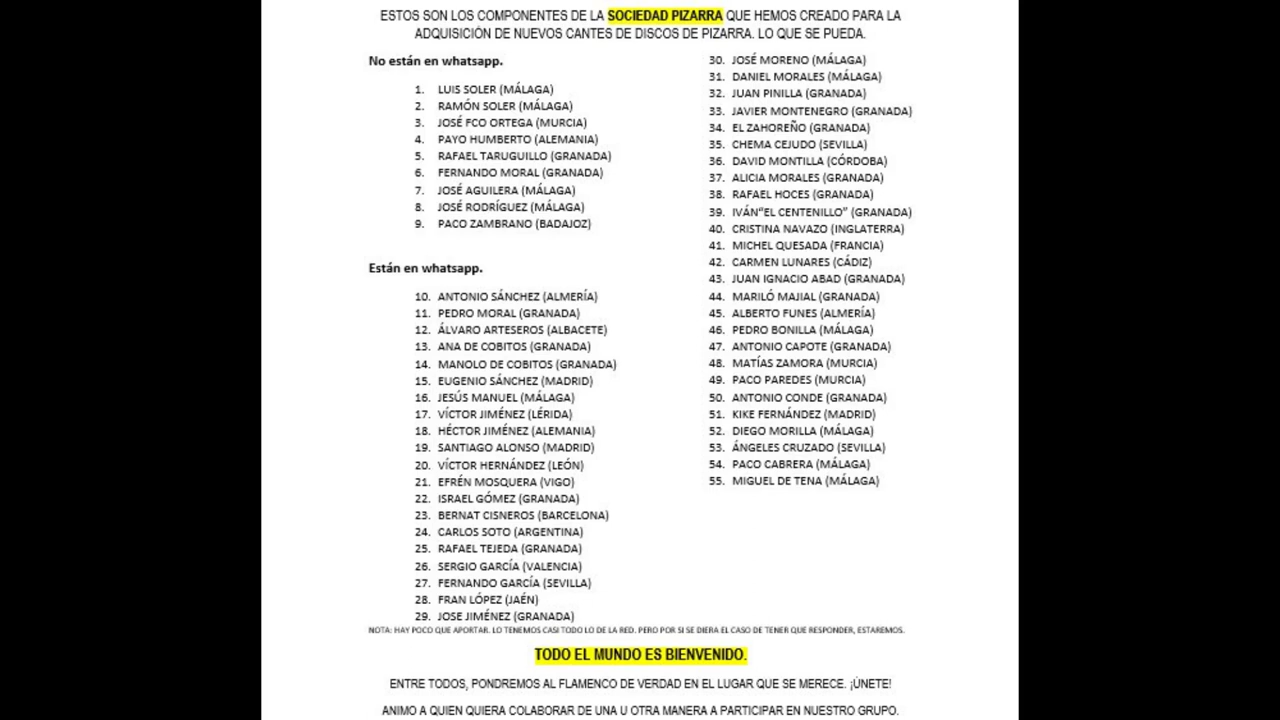 ESTOS SON LOS COMPONENTES DE LA SOCIEDAD PIZARRA QUE HEMOS CREADO PARA LA
ADQUISICIÓN DE NUEVOS CANTES DE DISCOS DE PIZARRA. LO QUE SE PUEDA.
No están en whatsapp.
1. LUIS SOLER (MÁLAGA)
2. RAMÓN SOLER (MÁLAGA)
3. JOSÉ FCO ORTEGA (MURCIA)
4. PAYO HUMBERTO (ALEMANIA)
5. RAFAEL TARUGUILLO (GRANADA)
6. FERNANDO MORAL (GRANADA)
7. JOSÉ AGUILERA (MÁLAGA)
8. JOSÉ RODRÍGUEZ (MÁLAGA)
9. PACO ZAMBRANO (BADAJOZ)
Están en whatsapp.
10. ANTONIO SÁNCHEZ (ALMERÍA)
11. PEDRO MORAL (GRANADA)
12. ÁLVARO ARTESEROS (ALBACETE)
13. ANA DE COBITOS (GRANADA)
14. MANOLO DE COBITOS (GRANADA)
15. EUGENIO SÁNCHEZ (MADRID)
16. JESÚS MANUEL (MÁLAGA)
17. VÍCTOR JIMÉNEZ (LÉRIDA)
18. HÉCTOR JIMÉNEZ (ALEMANIA)
19. SANTIAGO ALONSO (MADRID)
20. VÍCTOR HERNÁNDEZ (LEÓN)
21. EFRÉN MOSQUERA (VIGO)
22. ISRAEL GÓMEZ (GRANADA)
23. BERNAT CISNEROS (BARCELONA)
24. CARLOS SOTO (ARGENTINA)
25. RAFAEL TEJEDA (GRANADA)
26. SERGIO GARCÍA (VALENCIA)
27. FERNANDO GARCÍA (SEVILLA)
28. FRAN LÓPEZ (JAÉN)
29. JOSE JIMÉNEZ (GRANADA)
30. JOSÉ MORENO (MÁLAGA)
31. DANIEL MORALES (MÁLAGA)
32. JUAN PINILLA (GRANADA)
33. JAVIER MONTENEGRO (GRANADA)
34. EL ZAHOREÑO (GRANADA)
35. CHEMA CEJUDO (SEVILLA)
36. DAVID MONTILLA (CÓRDOBA)
37. ALICIA MORALES (GRANADA)
38. RAFAEL HOCES (GRANADA)
39. IVÁN“EL CENTENILLO” (GRANADA)
40. CRISTINA NAVAZO (INGLATERRA)
41. MICHEL QUESADA (FRANCIA)
42. CARMEN LUNARES (CÁDIZ)
43. JUAN IGNACIO ABAD (GRANADA)
44. MARILÓ MAJIAL (GRANADA)
45. ALBERTO FUNES (ALMERÍA)
46. PEDRO BONILLA (MÁLAGA)
47. ANTONIO CAPOTE (GRANADA)
48. MATÍAS ZAMORA (MURCIA)
49. PACO PAREDES (MURCIA)
50. ANTONIO CONDE (GRANADA)
51. KIKE FERNÁNDEZ (MADRID)
52. DIEGO MORILLA (MÁLAGA)
53. ÁNGELES CRUZADO (SEVILLA)
54. PACO CABRERA (MÁLAGA)
55. MIGUEL DE TENA (MÁLAGA)
NOTA: HAY POCO QUE APORTAR. LO TENEMOS CASI TODO LO DE LA RED. PERO POR SI SE DIERA EL CASO DE TENER QUE RESPONDER, ESTAREMOS.
TODO EL MUNDO ES BIENVENIDO.
ENTRE TODOS, PONDREMOS AL FLAMENCO DE VERDAD EN EL LUGAR QUE SE MERECE. ¡ÚNETE!
ANIMO A QUIEN QUIERA COLABORAR DE UNA U OTRA MANERA A PARTICIPAR EN NUESTRO GRUPO.